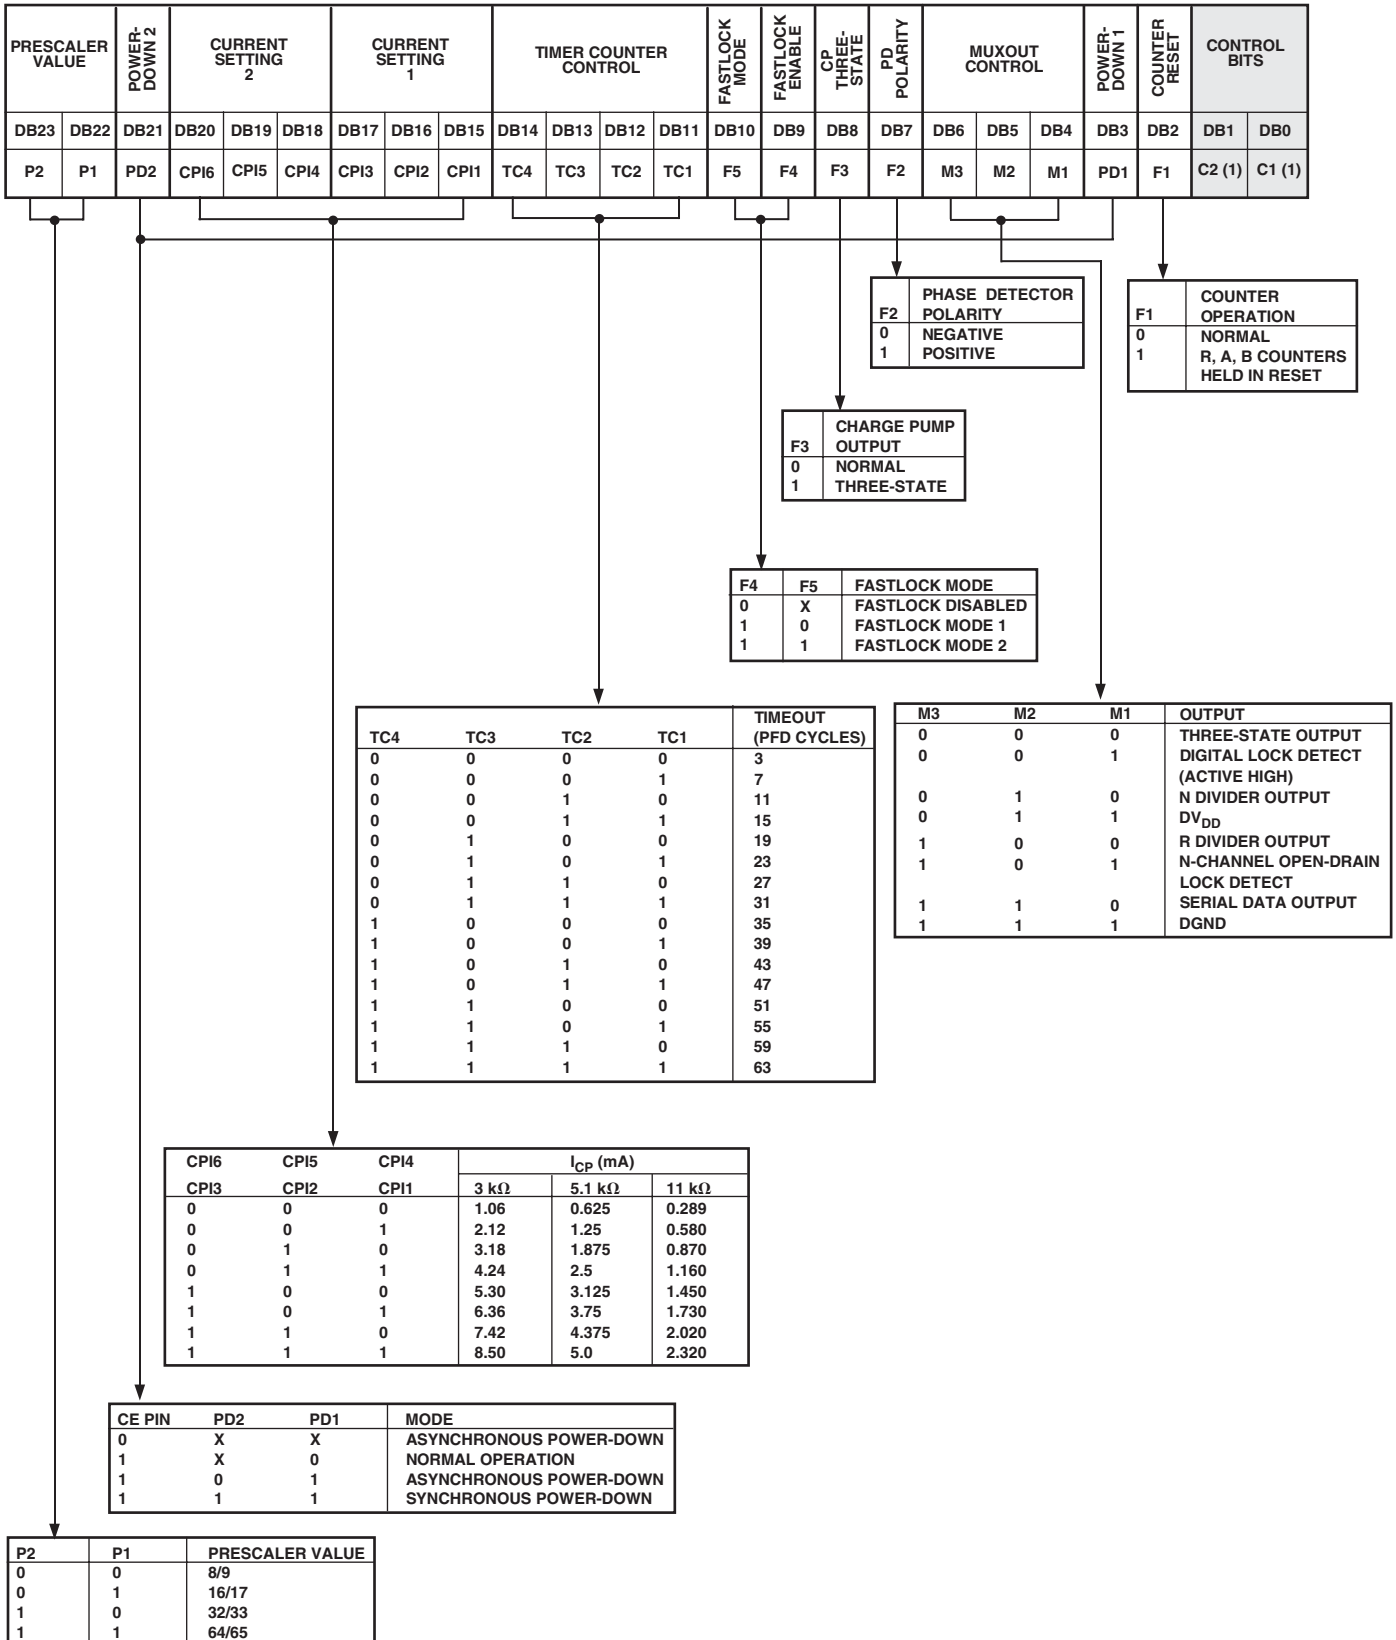 PRESCALER VALUE
POWER-DOWN 2
CURRENT SETTING 2
CURRENT SETTING 1
TIMER COUNTER CONTROL
FASTLOCK MODE
FASTLOCK ENABLE
CP THREE-STATE
PD POLARITY
MUXOUT CONTROL
POWER-DOWN 1
COUNTER RESET
CONTROL BITS
DB23 DB22 DB21 DB20 DB19 DB18 DB17 DB16 DB15 DB14 DB13 DB12 DB11 DB10 DB9 DB8 DB7 DB6 DB5 DB4 DB3 DB2 DB1 DB0
P2 P1 PD2 CPI6 CPI5 CPI4 CPI3 CPI2 CPI1 TC4 TC3 TC2 TC1 F5 F4 F3 F2 M3 M2 M1 PD1 F1 C2 (1) C1 (1)
PHASE DETECTOR
F2 POLARITY
0 NEGATIVE
1 POSITIVE
COUNTER
F1 OPERATION
0 NORMAL
1 R, A, B COUNTERS
HELD IN RESET
CHARGE PUMP
F3 OUTPUT
0 NORMAL
1 THREE-STATE
F4 F5 FASTLOCK MODE
0 X FASTLOCK DISABLED
1 0 FASTLOCK MODE 1
1 1 FASTLOCK MODE 2
TIMEOUT
TC4 TC3 TC2 TC1 (PFD CYCLES)
0 0 0 0 3
0 0 0 1 7
0 0 1 0 11
0 0 1 1 15
0 1 0 0 19
0 1 0 1 23
0 1 1 0 27
0 1 1 1 31
1 0 0 0 35
1 0 0 1 39
1 0 1 0 43
1 0 1 1 47
1 1 0 0 51
1 1 0 1 55
1 1 1 0 59
1 1 1 1 63
M3 M2 M1 OUTPUT
0 0 0 THREE-STATE OUTPUT
0 0 1 DIGITAL LOCK DETECT
(ACTIVE HIGH)
0 1 0 N DIVIDER OUTPUT
0 1 1 DVDD
1 0 0 R DIVIDER OUTPUT
1 0 1 N-CHANNEL OPEN-DRAIN
LOCK DETECT
1 1 0 SERIAL DATA OUTPUT
1 1 1 DGND
CPI6 CPI5 CPI4 ICP (mA)
CPI3 CPI2 CPI1 3 kΩ 5.1 kΩ 11 kΩ
0 0 0 1.06 0.625 0.289
0 0 1 2.12 1.25 0.580
0 1 0 3.18 1.875 0.870
0 1 1 4.24 2.5 1.160
1 0 0 5.30 3.125 1.450
1 0 1 6.36 3.75 1.730
1 1 0 7.42 4.375 2.020
1 1 1 8.50 5.0 2.320
CE PIN PD2 PD1 MODE
0 X X ASYNCHRONOUS POWER-DOWN
1 X 0 NORMAL OPERATION
1 0 1 ASYNCHRONOUS POWER-DOWN
1 1 1 SYNCHRONOUS POWER-DOWN
P2 P1 PRESCALER VALUE
0 0 8/9
0 1 16/17
1 0 32/33
1 1 64/65